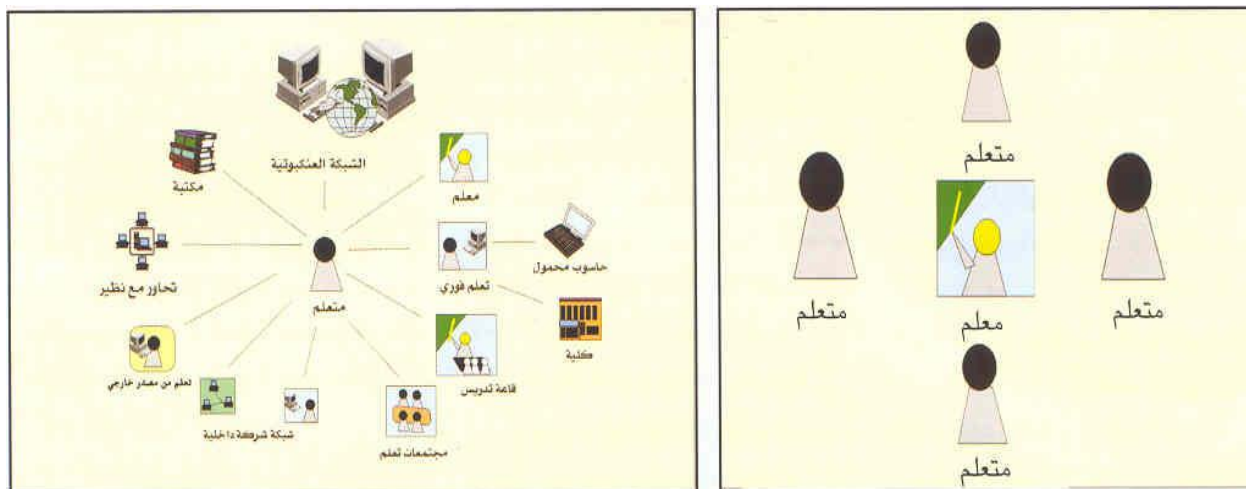 الشبكة العنكبوتية
مكتبة
معلم
تحاور مع نظير
متعلم
تعلم فوري
حاسوب محمول
كلية
تعلم من مصدر خارجي
شبكة شركة داخلية
مجتمعات تعلم
قاعة تدريس
متعلم
متعلم
معلم
متعلم
متعلم